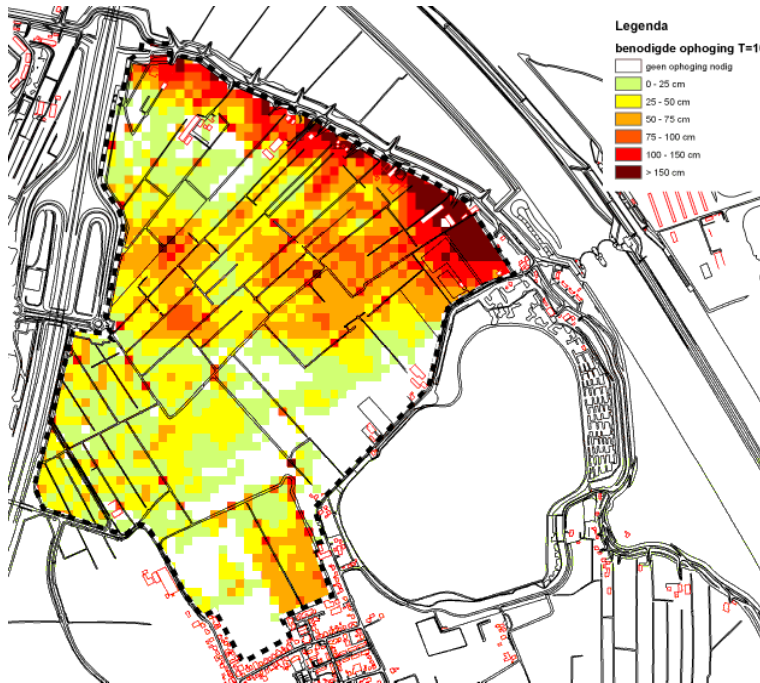 Legenda
benodigde ophoging T=10
geen ophoging nodig
0 - 25 cm
25 - 50 cm
50 - 75 cm
75 - 100 cm
100 - 150 cm
> 150 cm